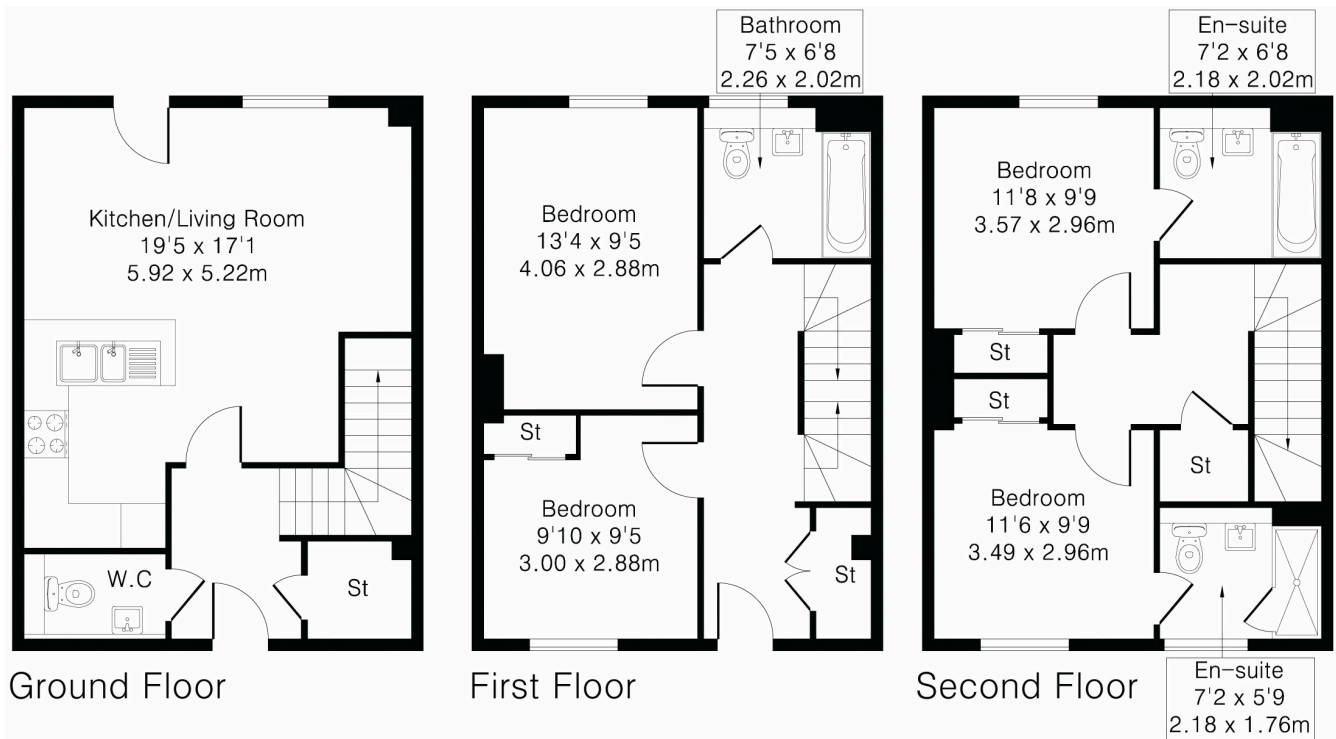 Kitchen/Living Room
19'5 x 17'1
5.92 x 5.22m
W.C
St
Ground Floor
Bathroom
7'5 x 6'8
2.26 x 2.02m
Bedroom
13'4 x 9'5
4.06 x 2.88m
St
Bedroom
9'10 x 9'5
3.00 x 2.88m
St
First Floor
En-suite
7'2 x 6'8
2.18 x 2.02m
Bedroom
11'8 x 9'9
3.57 x 2.96m
St
St
St
Bedroom
11'6 x 9'9
3.49 x 2.96m
Second Floor
En-suite
7'2 x 5'9
2.18 x 1.76m